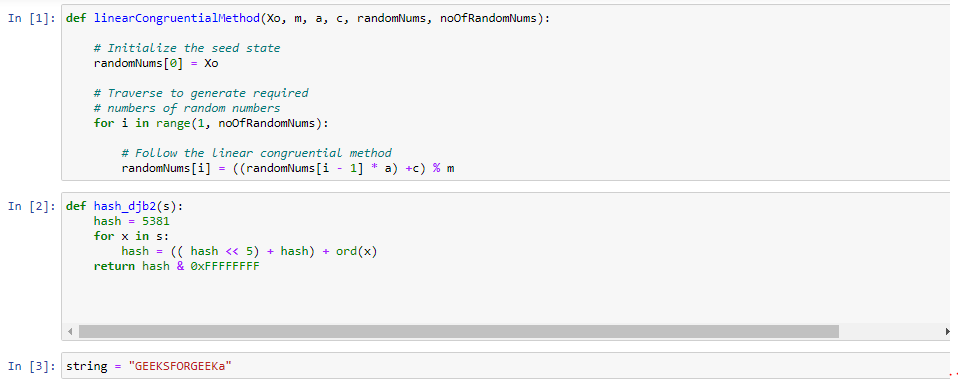 In [1]: def linearCongruentialMethod(Xo, m, a, c, randomNums, noOfRandomNums):
# Initialize the seed state
randomNums[0] = Xo
# Traverse to generate required
# numbers of random numbers
for i in range(1, noOfRandomNums):
# Follow the linear congruential method
randomNums[i] = ((randomNums[i - 1] * a) +c) % m
In [2]: def hash_djb2(s):
hash = 5381
for x in s:
hash = (( hash << 5) + hash) + ord(x)
return hash & 0xFFFFFFFF
In [3]: string = "GEEKSFORGEEKa"